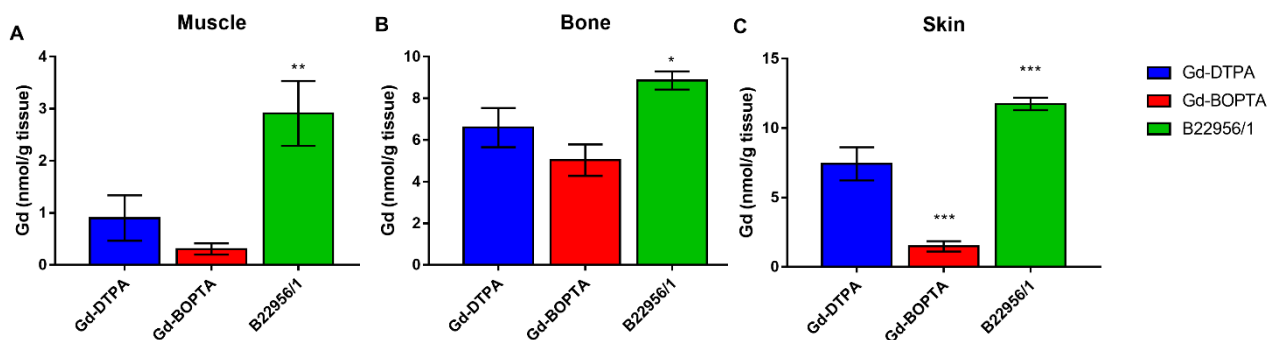 A
Muscle
Gd (nmol/g tissue)
4
3
2
1
0
**
Gd-DTPA
Gd-BOPTA
B22956/1
B
Bone
Gd (nmol/g tissue)
10
8
6
4
2
0
*
Gd-DTPA
Gd-BOPTA
B22956/1
C
Skin
Gd (nmol/g tissue)
15
10
5
0
***
***
Gd-DTPA
Gd-BOPTA
B22956/1
Gd-DTPA
Gd-BOPTA
B22956/1